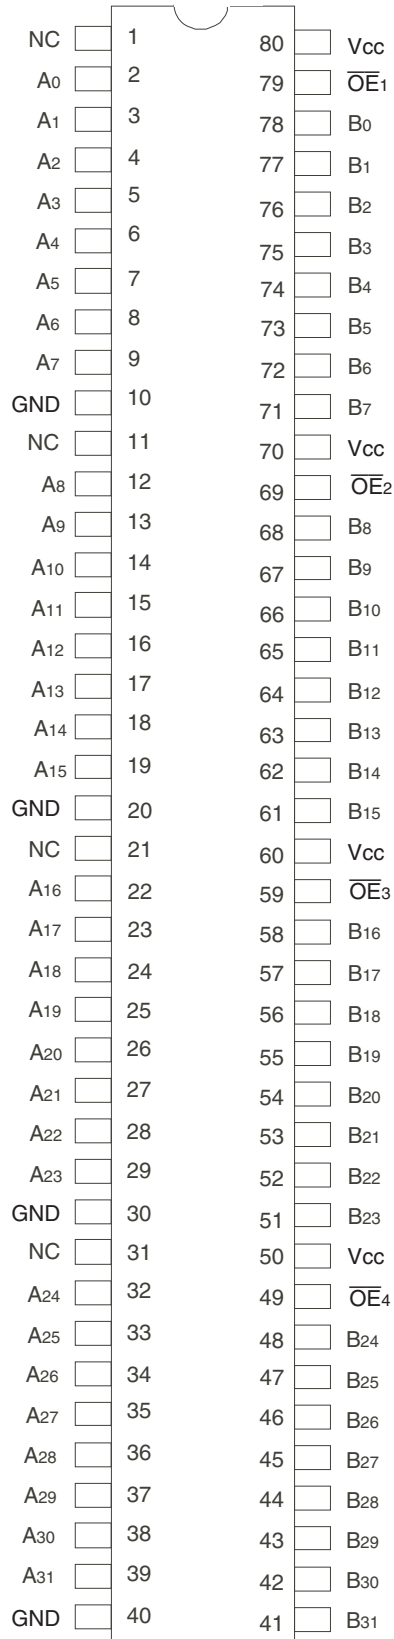 NC 1 80 Vcc
A0 2 79 OE1
A1 3 78 B0
A2 4 77 B1
A3 5 76 B2
A4 6 75 B3
A5 7 74 B4
A6 8 73 B5
A7 9 72 B6
GND 10 71 B7
NC 11 70 Vcc
A8 12 69 OE2
A9 13 68 B8
A10 14 67 B9
A11 15 66 B10
A12 16 65 B11
A13 17 64 B12
A14 18 63 B13
A15 19 62 B14
GND 20 61 B15
NC 21 60 Vcc
A16 22 59 OE3
A17 23 58 B16
A18 24 57 B17
A19 25 56 B18
A20 26 55 B19
A21 27 54 B20
A22 28 53 B21
A23 29 52 B22
GND 30 51 B23
NC 31 50 Vcc
A24 32 49 OE4
A25 33 48 B24
A26 34 47 B25
A27 35 46 B26
A28 36 45 B27
A29 37 44 B28
A30 38 43 B29
A31 39 42 B30
GND 40 41 B31